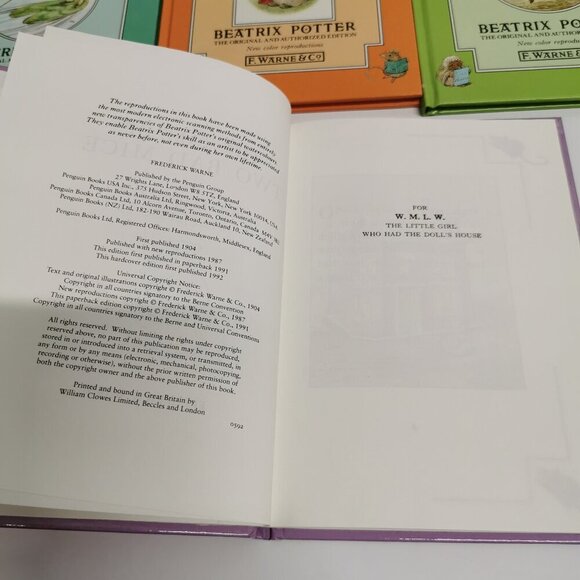 BEATRIX POTTER
THE ORIGINAL AND AUTHORIZED EDITION
New color reproductions
F. WARNE & CO
BEATRIX POTTER
THE ORIGINAL AND AUTHORIZED EDITION
New color reproductions
F. WARNE & CO
The reproductions in this book have been made using
the most modern electronic scanning methods from entirely
new transparencies of Beatrix Potter's original watercolours.
They enable Beatrix Potter's skill as an artist to be appreciated
as never before, not even during her own lifetime.
FREDERICK WARNE
Published by the Penguin Group
27 Wrights Lane, London W8 5TZ, England
Penguin Books USA Inc., 375 Hudson Street, New York, New York 10014, USA
Penguin Books Australia Ltd, Ringwood, Victoria, Australia
Penguin Books Canada Ltd, 10 Alcorn Avenue, Toronto, Ontario, Canada M4V 3B2
Penguin Books (NZ) Ltd, 182-190 Wairau Road, Auckland 10, New Zealand
Penguin Books Ltd, Registered Offices: Harmondsworth, Middlesex, England
First published 1904
Published with new reproductions 1987
This edition first published in paperback 1991
This hardcover edition first published 1992
Universal Copyright Notice:
Text and original illustrations copyright © Frederick Warne & Co., 1904
Copyright in all countries signatory to the Berne Convention
New reproductions copyright © Frederick Warne & Co., 1987
This paperback edition copyright © Frederick Warne & Co., 1991
Copyright in all countries signatory to the Berne and Universal Conventions
All rights reserved. Without limiting the rights under copyright
reserved above, no part of this publication may be reproduced,
stored in or introduced into a retrieval system, or transmitted, in
any form or by any means (electronic, mechanical, photocopying,
recording or otherwise), without the prior written permission of
both the copyright owner and the above publisher of this book.
Printed and bound in Great Britain by
William Clowes Limited, Beccles and London
0592
FOR
W. M. L. W.
THE LITTLE GIRL
WHO HAD THE DOLL'S HOUSE